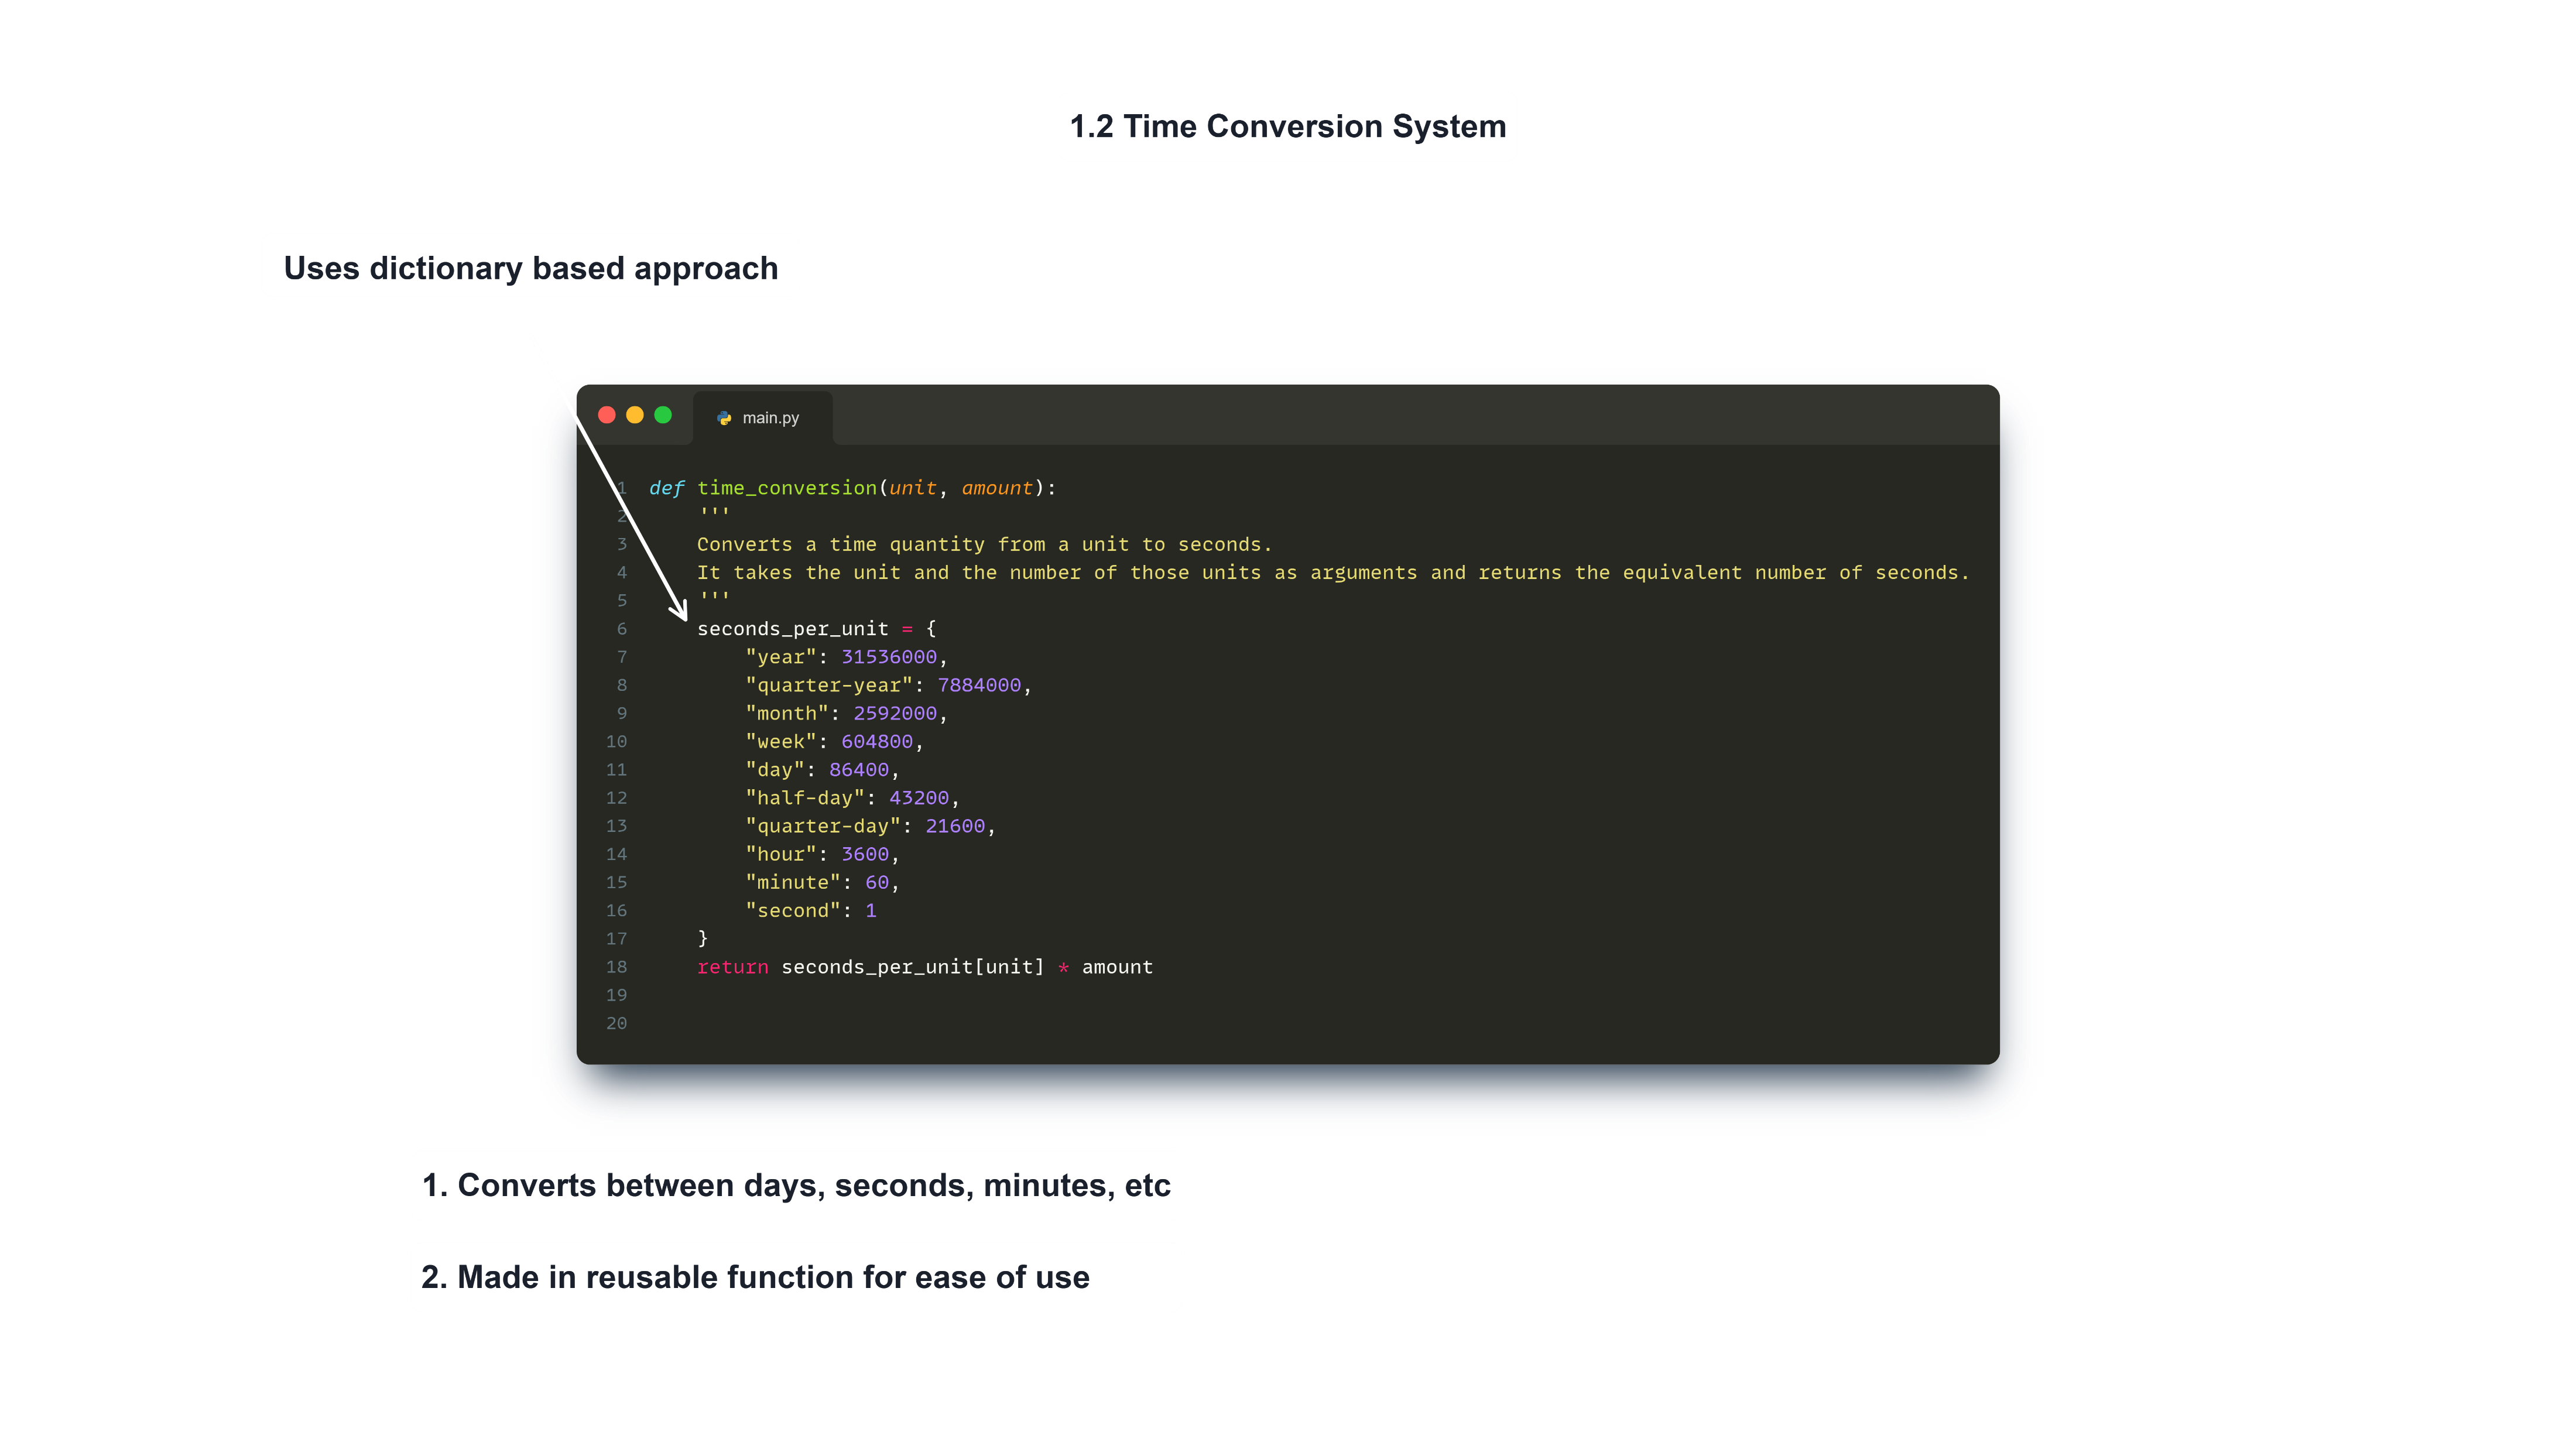 1.2 Time Conversion System
Uses dictionary based approach
main.py
1 def time_conversion(unit, amount):
2     '''
3     Converts a time quantity from a unit to seconds.
4     It takes the unit and the number of those units as arguments and returns the equivalent number of seconds.
5     '''
6     seconds_per_unit = {
7         "year": 31536000,
8         "quarter-year": 7884000,
9         "month": 2592000,
10         "week": 604800,
11         "day": 86400,
12         "half-day": 43200,
13         "quarter-day": 21600,
14         "hour": 3600,
15         "minute": 60,
16         "second": 1
17     }
18     return seconds_per_unit[unit] * amount
19
20
1. Converts between days, seconds, minutes, etc
2. Made in reusable function for ease of use